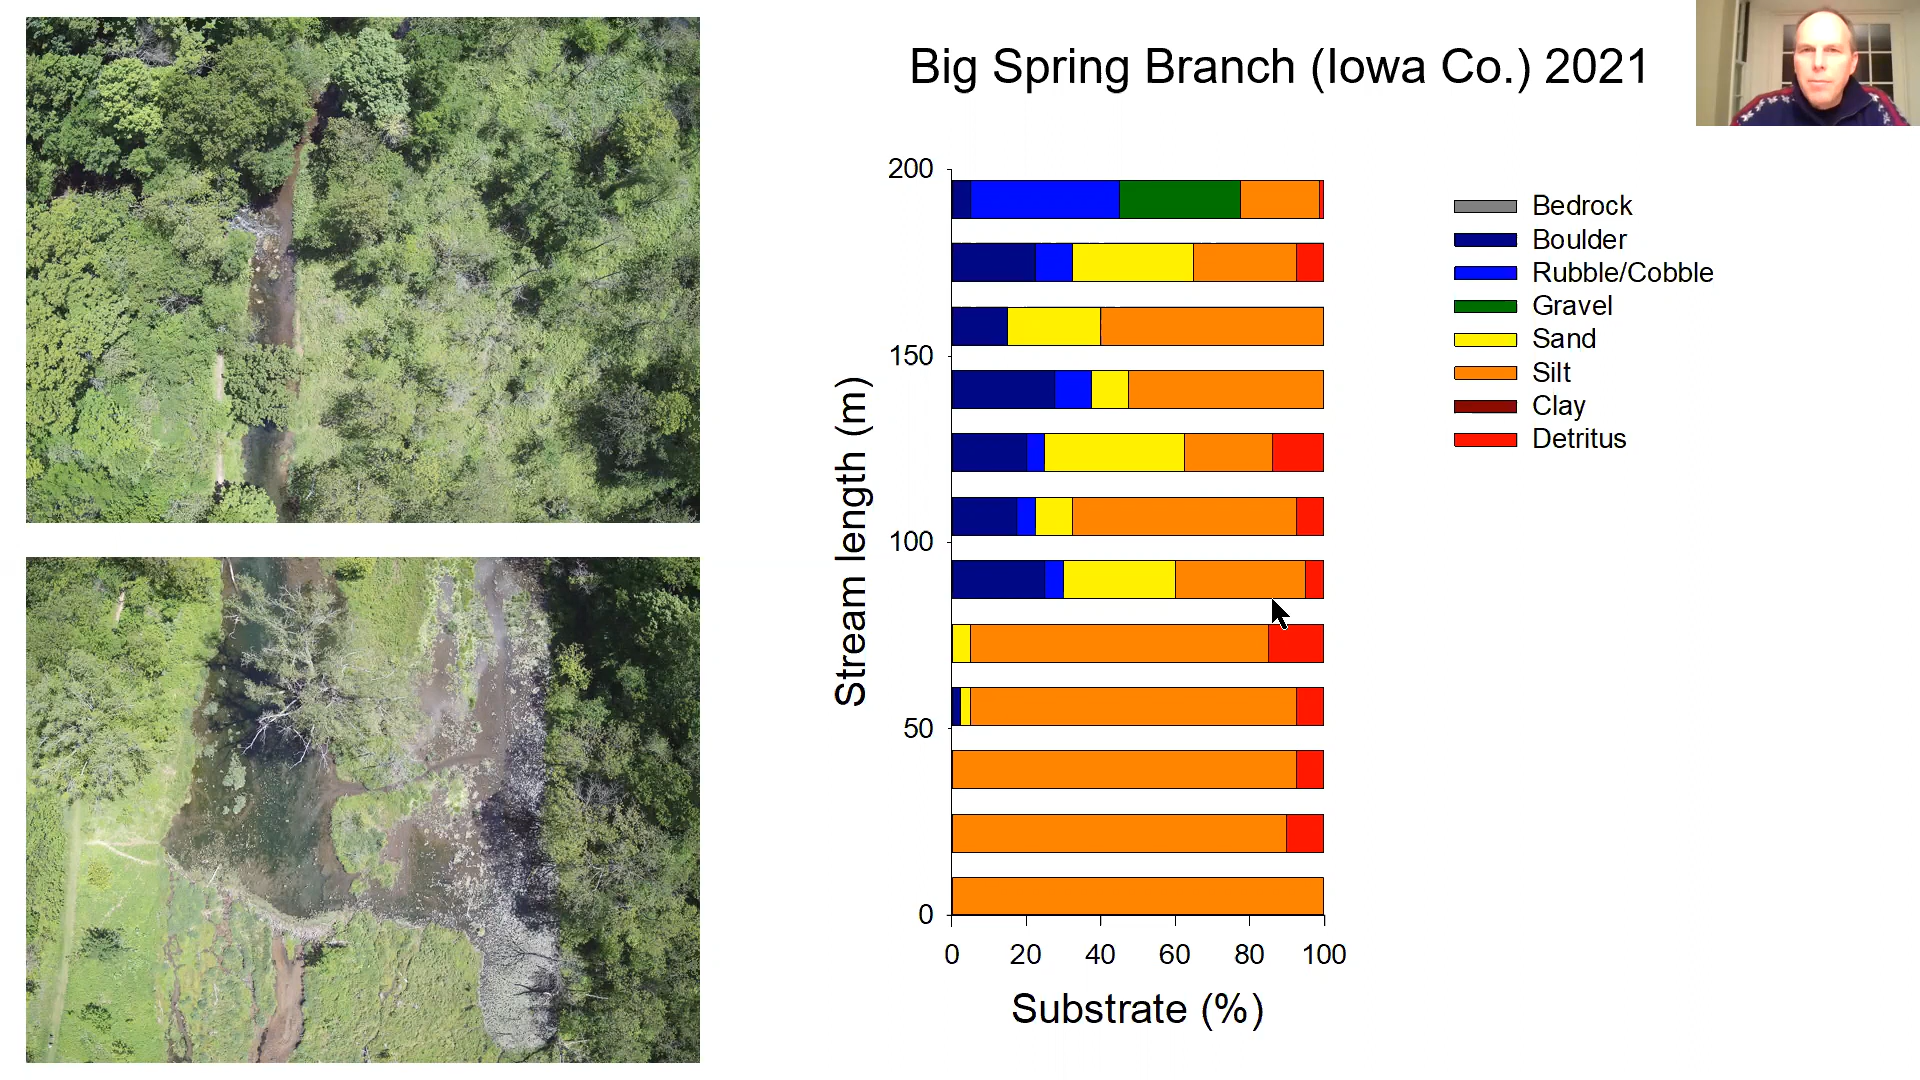 Big Spring Branch (Iowa Co.) 2021
200
150
100
50
0
Stream length (m)
0 20 40 60 80 100
Substrate (%)
Bedrock
Boulder
Rubble/Cobble
Gravel
Sand
Silt
Clay
Detritus